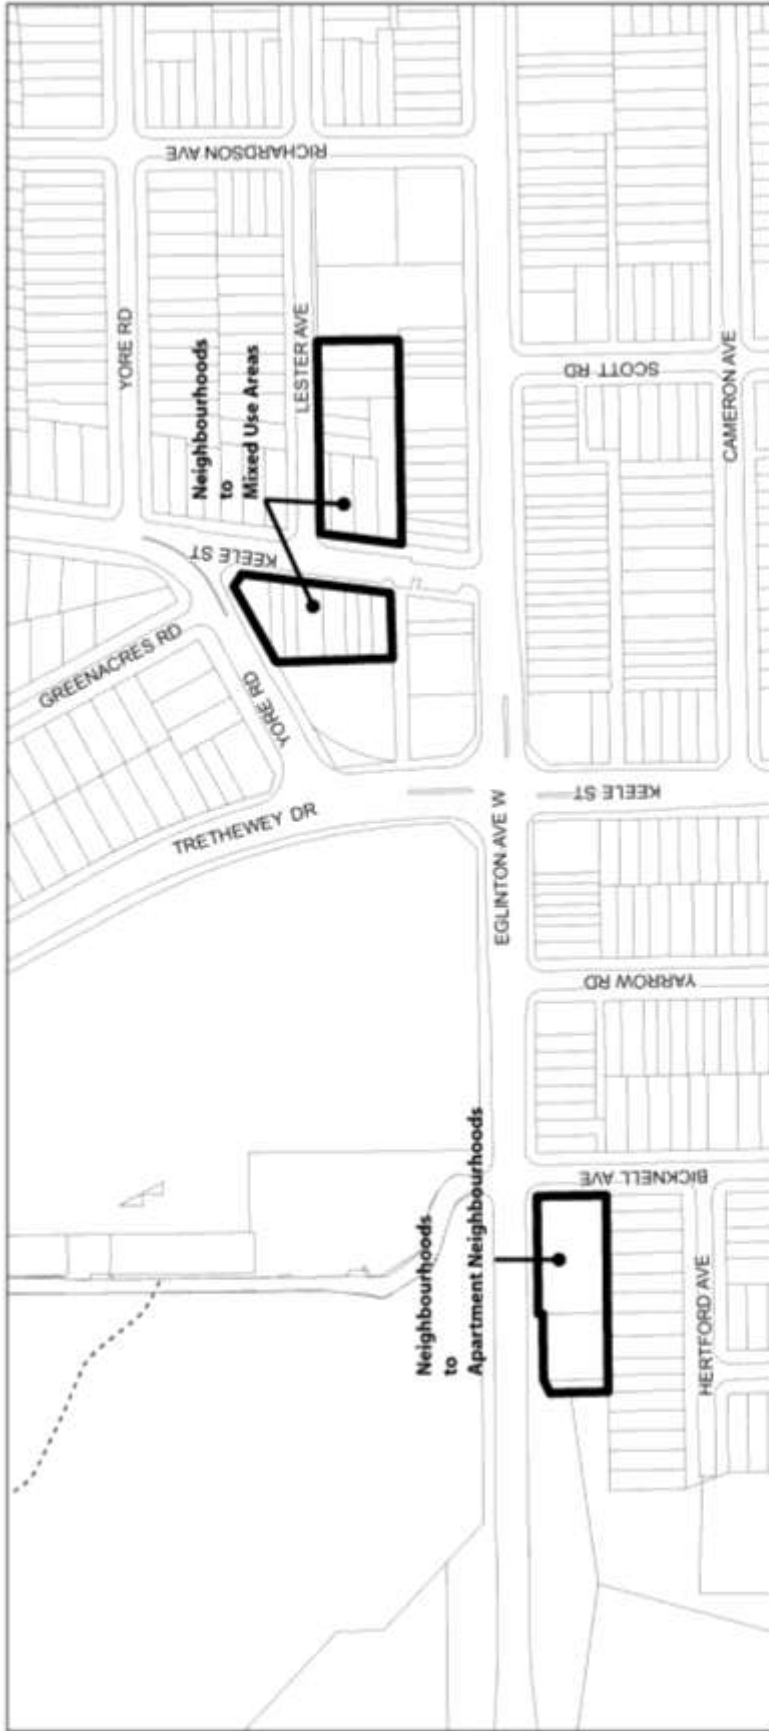 RICHARDSON AVE
YORE RD
LESTER AVE
Neighbourhoods
to
Mixed Use Areas
SCOTT RD
CAMERON AVE
KEELE ST
GREENACRES RD
YORE RD
TRETHEWEY DR
KEELE ST
EGLINTON AVE W
YARROW RD
BICKNELL AVE
Neighbourhoods
to
Apartment Neighbourhoods
HERTFORD AVE